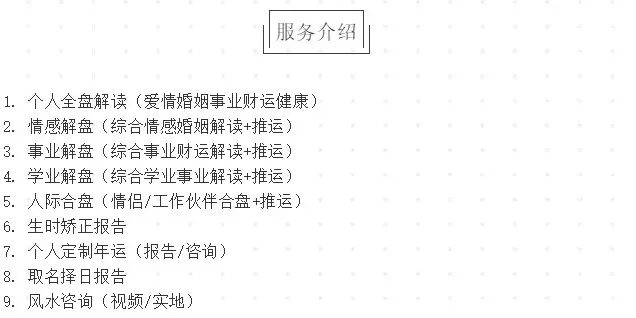 服务介绍
1. 个人全盘解读（爱情婚姻事业财运健康）
2. 情感解盘（综合情感婚姻解读+推运）
3. 事业解盘（综合事业财运解读+推运）
4. 学业解盘（综合学业事业解读+推运）
5. 人际合盘（情侣/工作伙伴合盘+推运）
6. 生时矫正报告
7. 个人定制年运（报告/咨询）
8. 取名择日报告
9. 风水咨询（视频/实地）